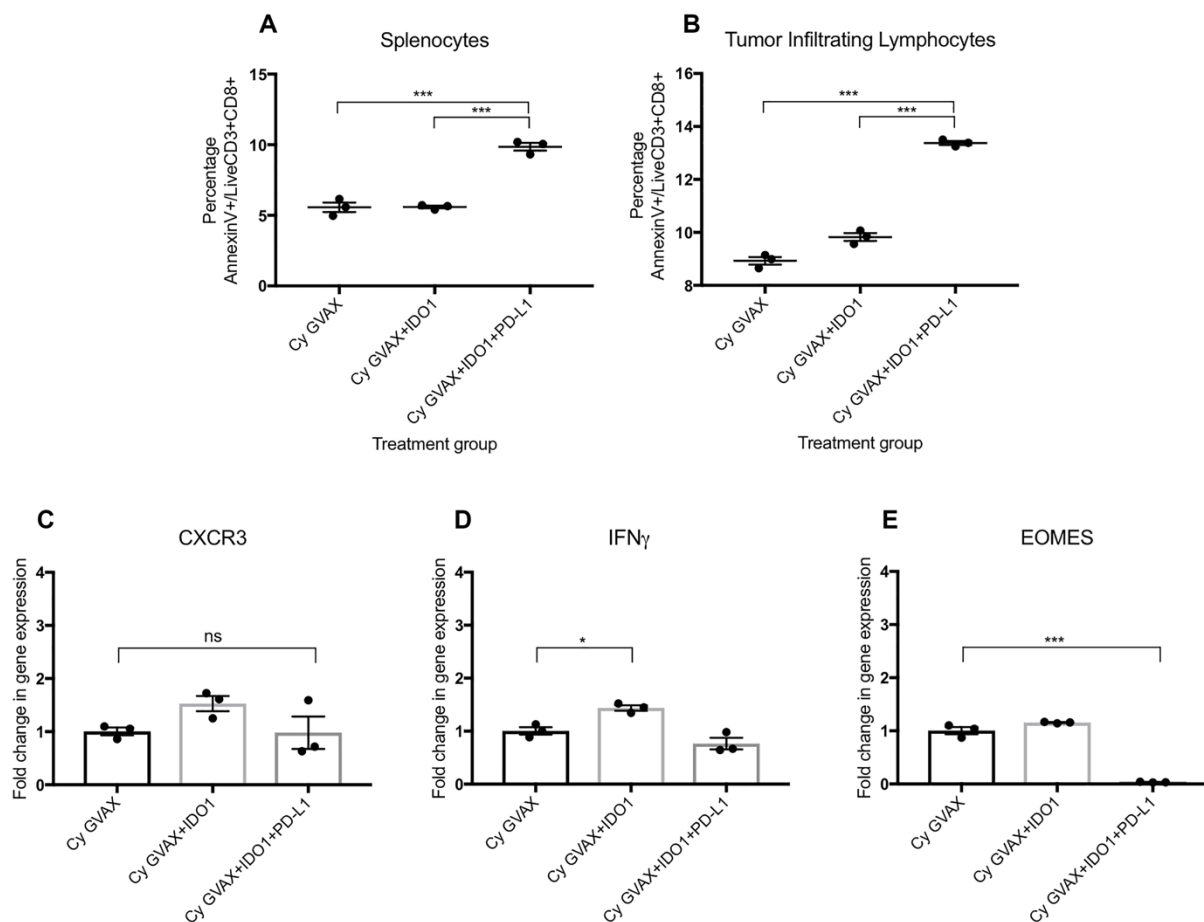 A
Splenocytes
Percentage
AnnexinV+/LiveCD3+CD8+
15
10
5
0
***
***
Cy GVAX
Cy GVAX+IDO1
Cy GVAX+IDO1+PD-L1
Treatment group
B
Tumor Infiltrating Lymphocytes
Percentage
AnnexinV+/LiveCD3+CD8+
16
14
12
10
8
***
***
Cy GVAX
Cy GVAX+IDO1
Cy GVAX+IDO1+PD-L1
Treatment group
C
CXCR3
Fold change in gene expression
4
3
2
1
0
ns
Cy GVAX
Cy GVAX+IDO1
Cy GVAX+IDO1+PD-L1
D
IFNγ
Fold change in gene expression
4
3
2
1
0
*
Cy GVAX
Cy GVAX+IDO1
Cy GVAX+IDO1+PD-L1
E
EOMES
Fold change in gene expression
4
3
2
1
0
***
Cy GVAX
Cy GVAX+IDO1
Cy GVAX+IDO1+PD-L1